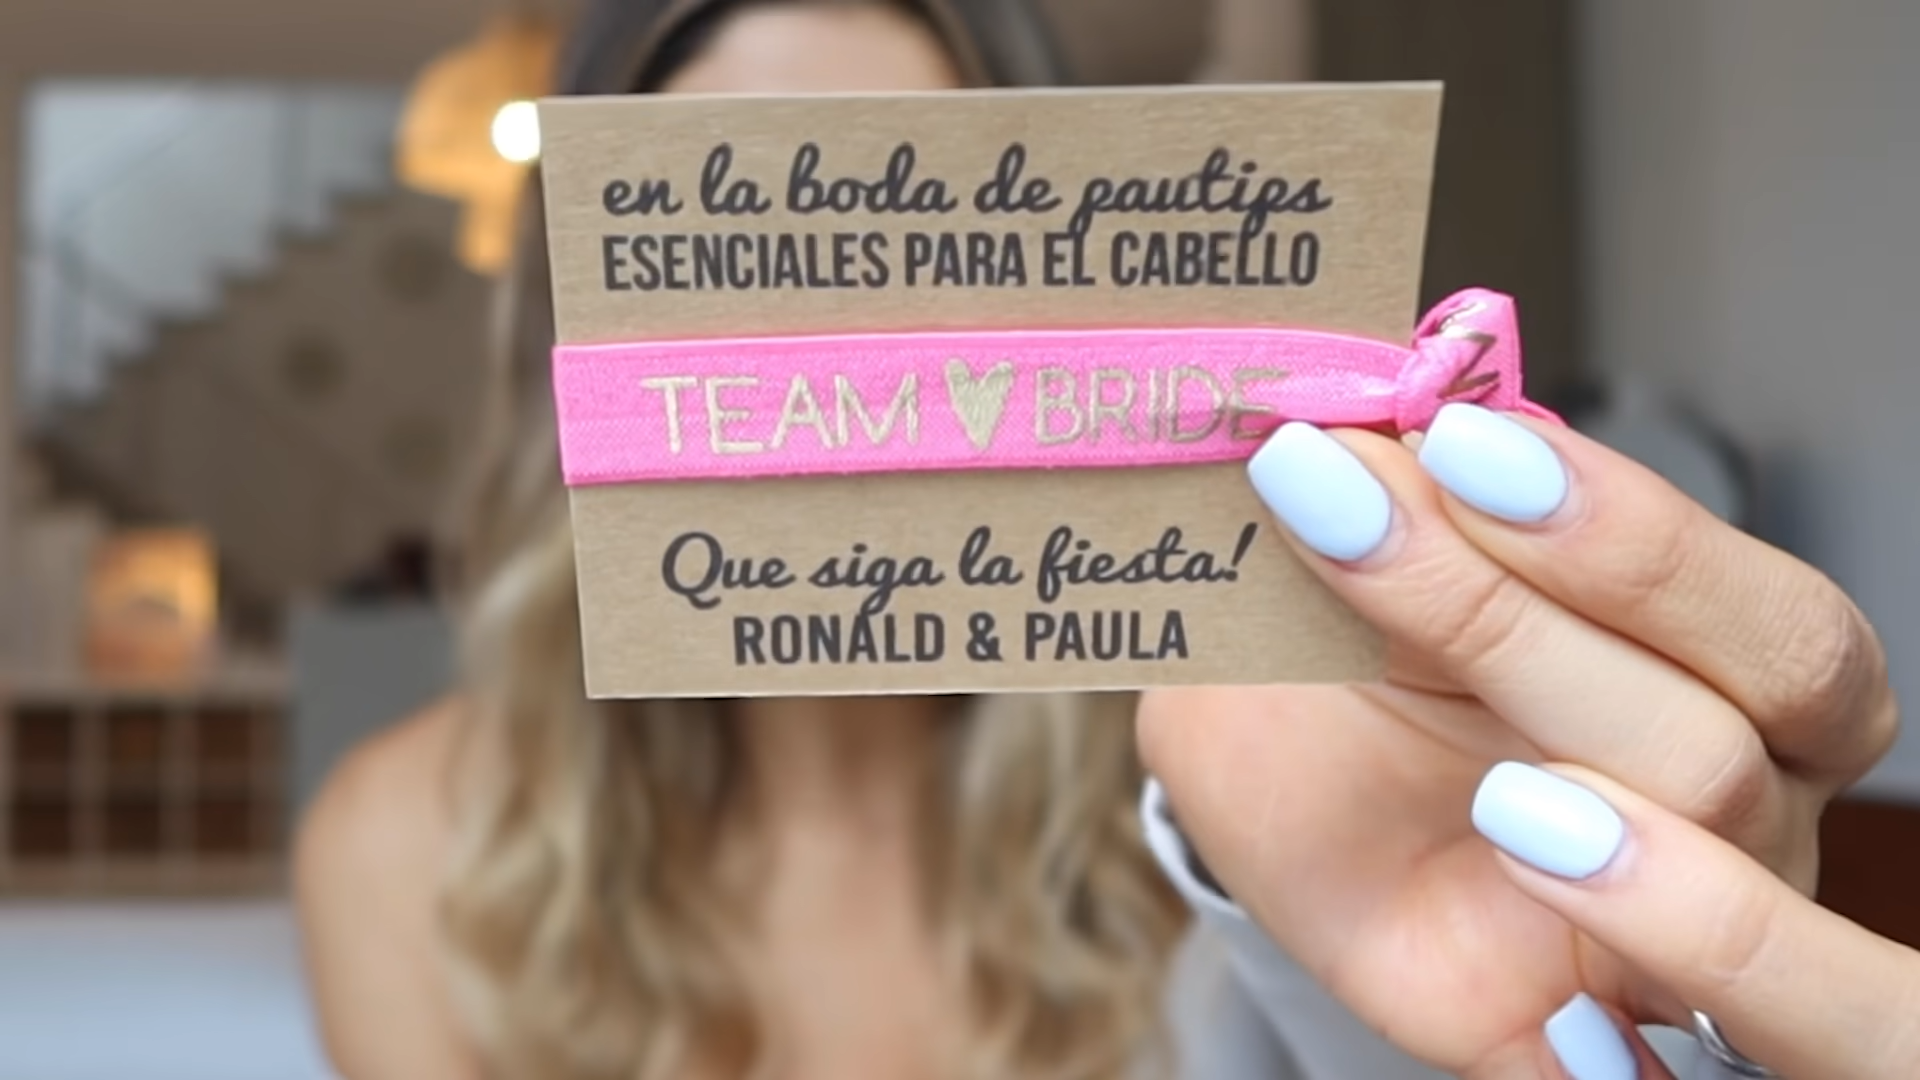 en la boda de pautips
ESENCIALES PARA EL CABELLO
TEAM ♥ BRIDE
Que siga la fiesta!
RONALD & PAULA